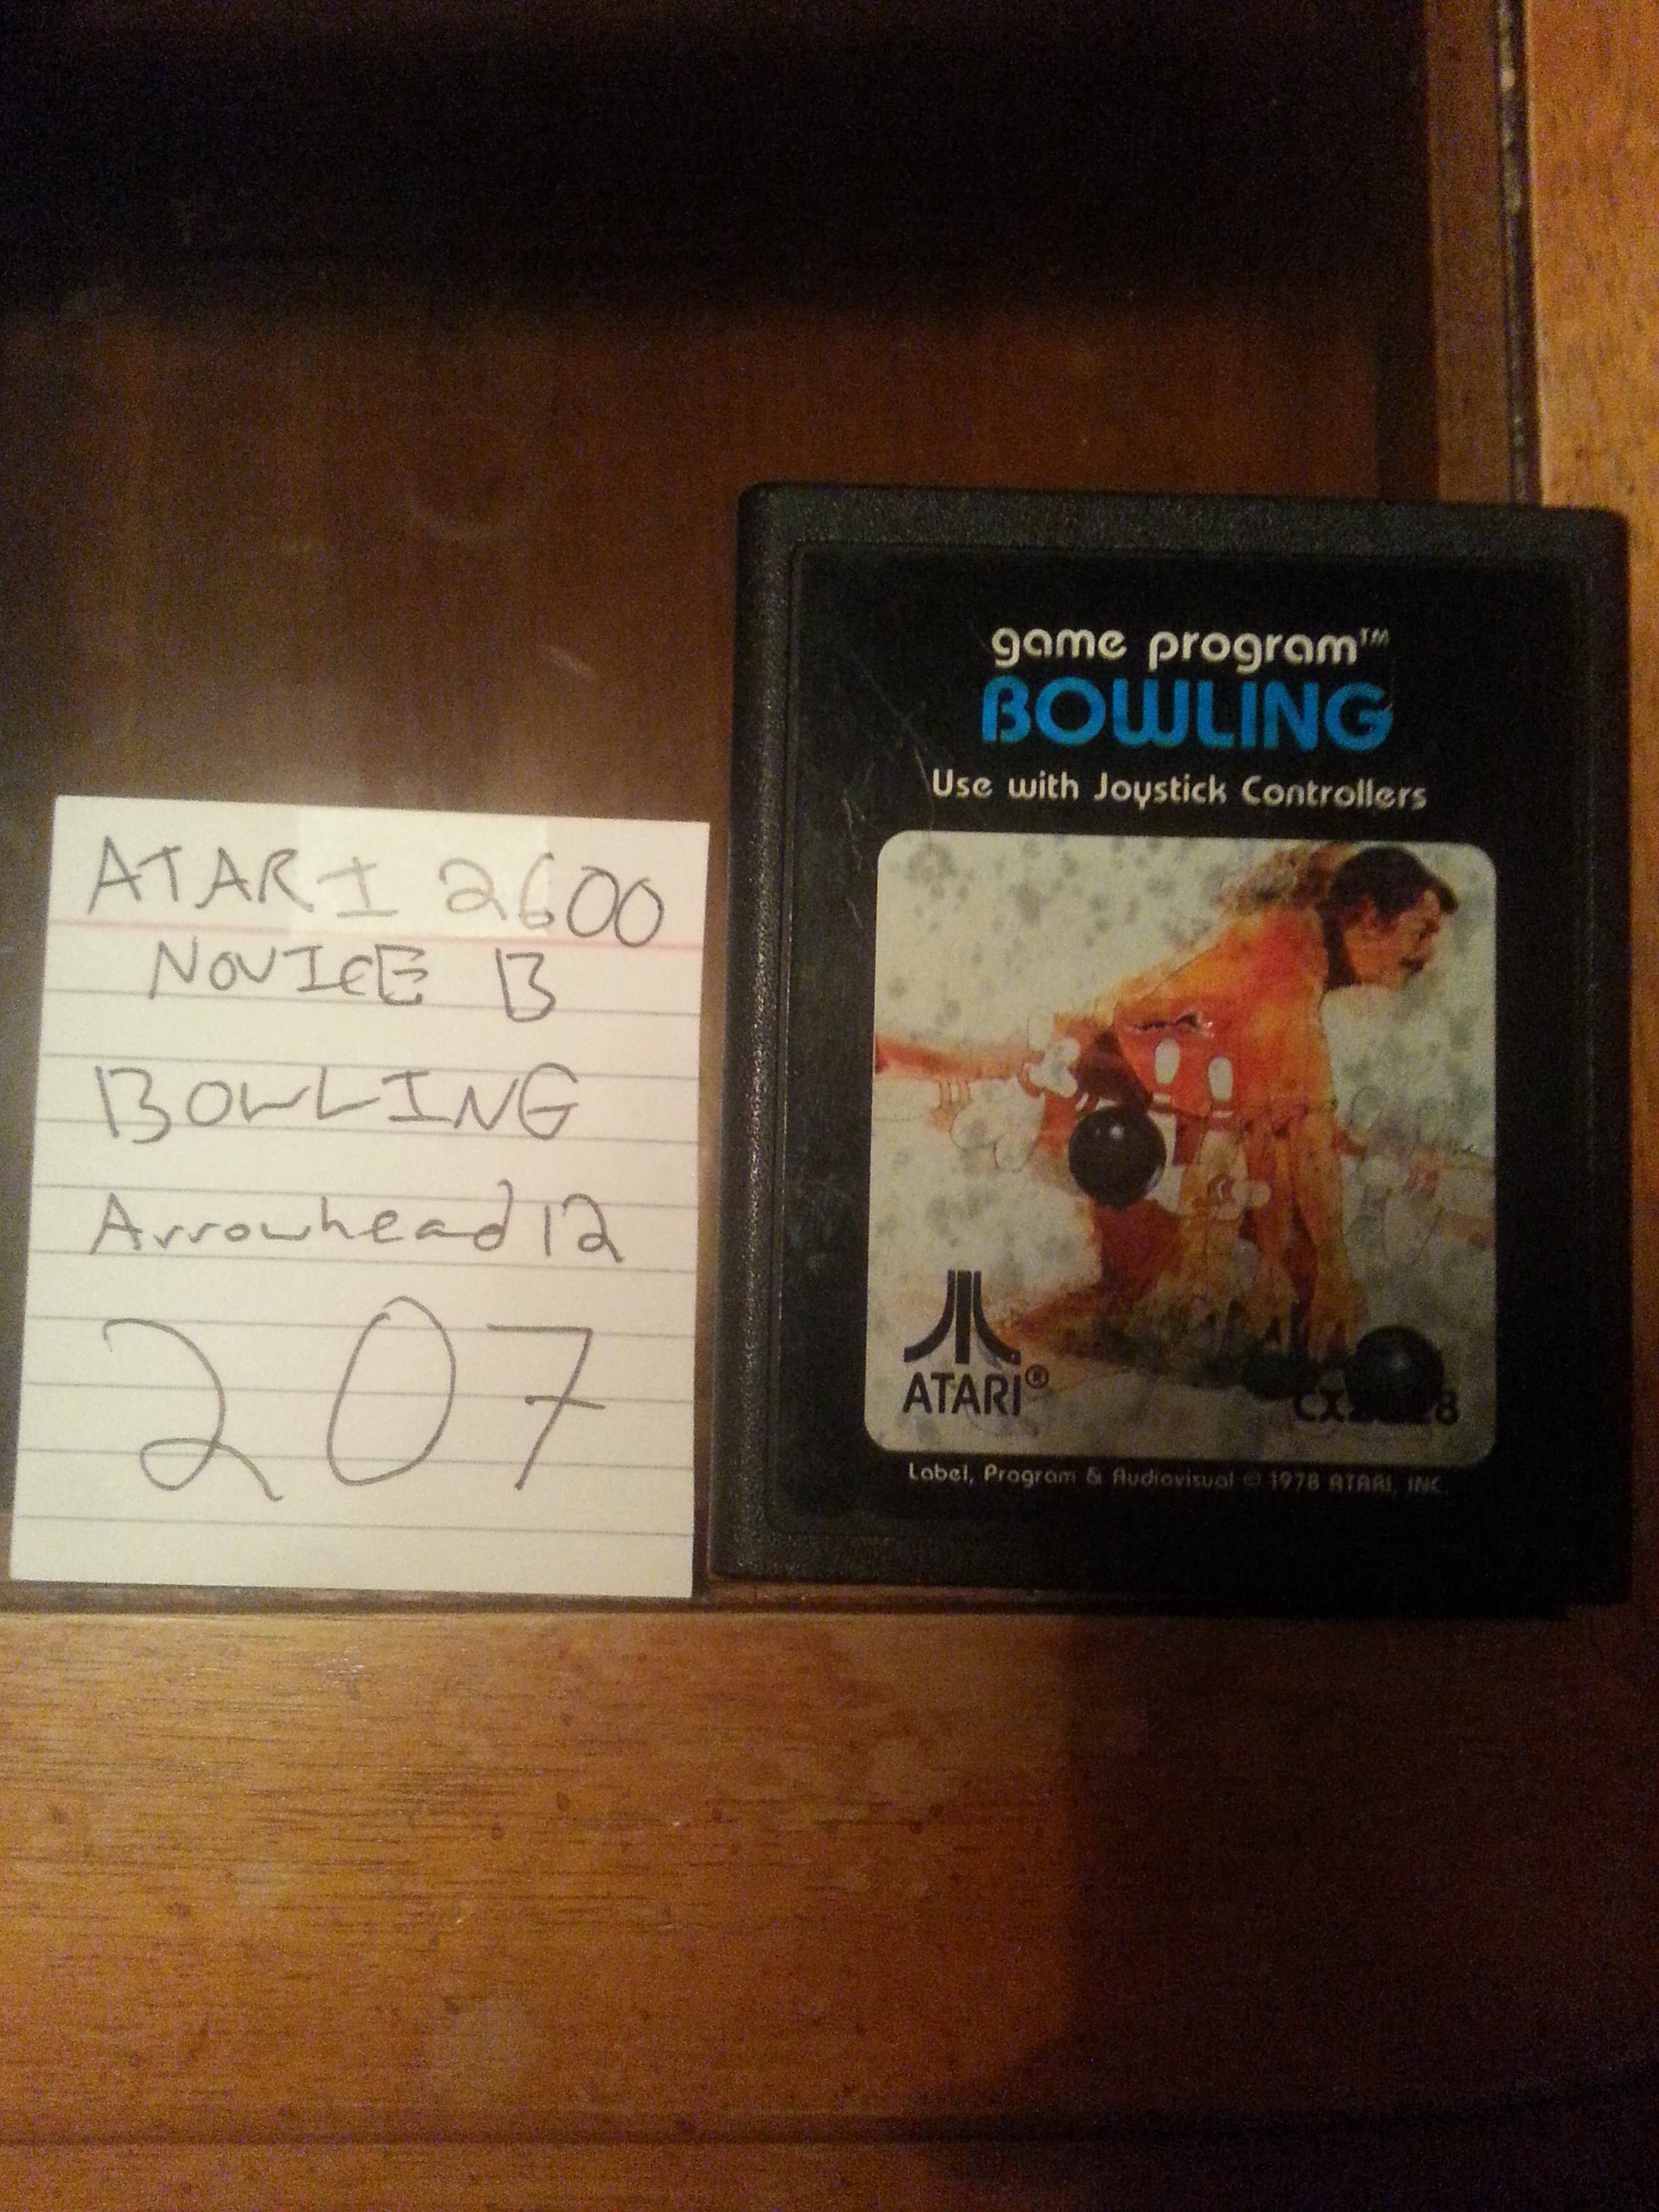 ATARI 2600
NOVICE B
BOWLING
Arrowhead12
207
game program™
BOWLING
Use with Joystick Controllers
ATARI®
Label, Program & Audiovisual © 1978 ATARI, INC.